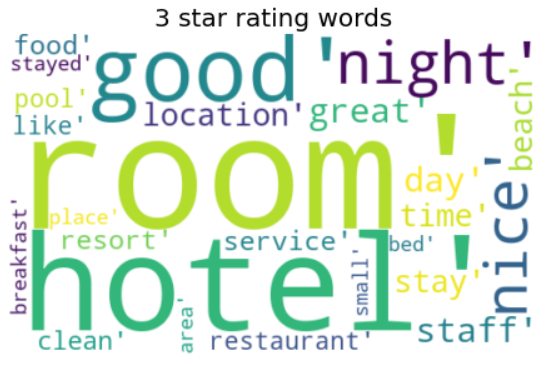 3 star rating words
food'
stayed'
good'
night'
pool'
location'
great'
like'
beach'
room'
day'
time'
nice'
breakfast'
place'
resort'
service'
bed'
hotel'
small'
stay'
area'
clean'
restaurant'
staff'